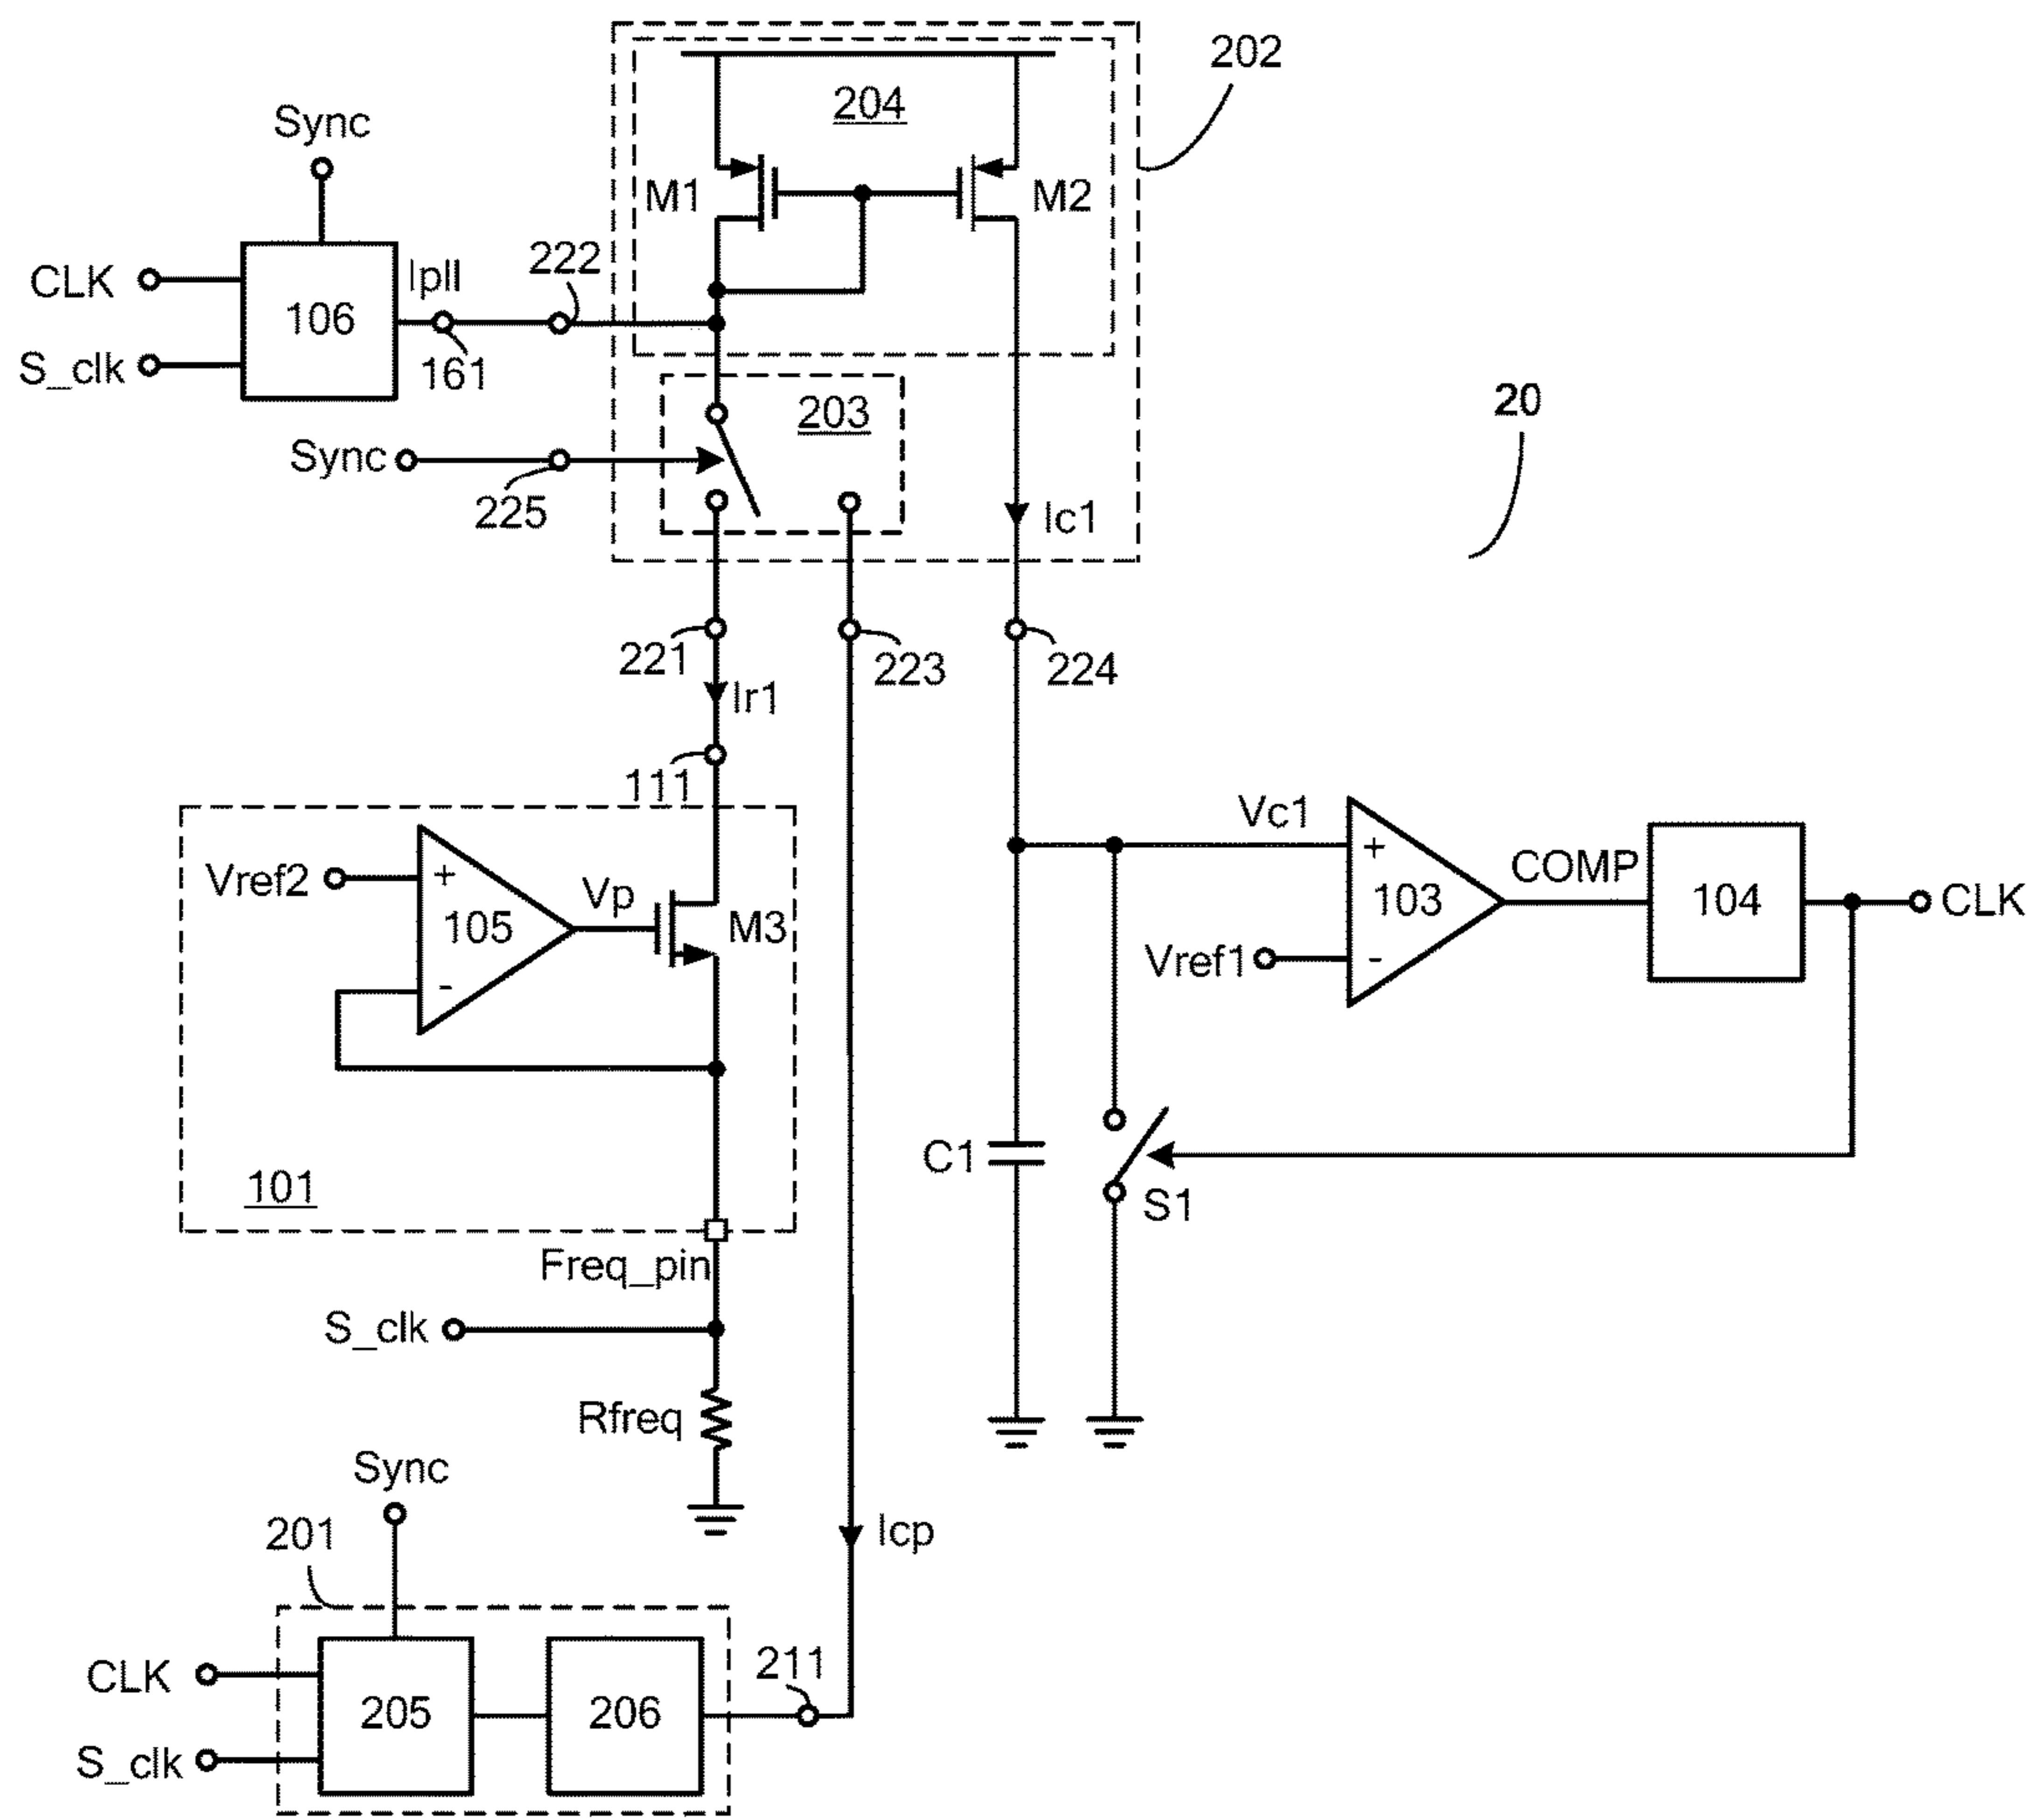 202
204
Sync
M1
M2
CLK
Ipll
222
106
S_clk
161
203
20
Sync
225
Ic1
221
223
224
Ir1
111
Vc1
Vref2
+
105
Vp
M3
-
+
103
COMP
104
CLK
Vref1
-
C1
S1
101
Freq_pin
S_clk
Rfreq
Sync
201
Icp
CLK
205
206
211
S_clk